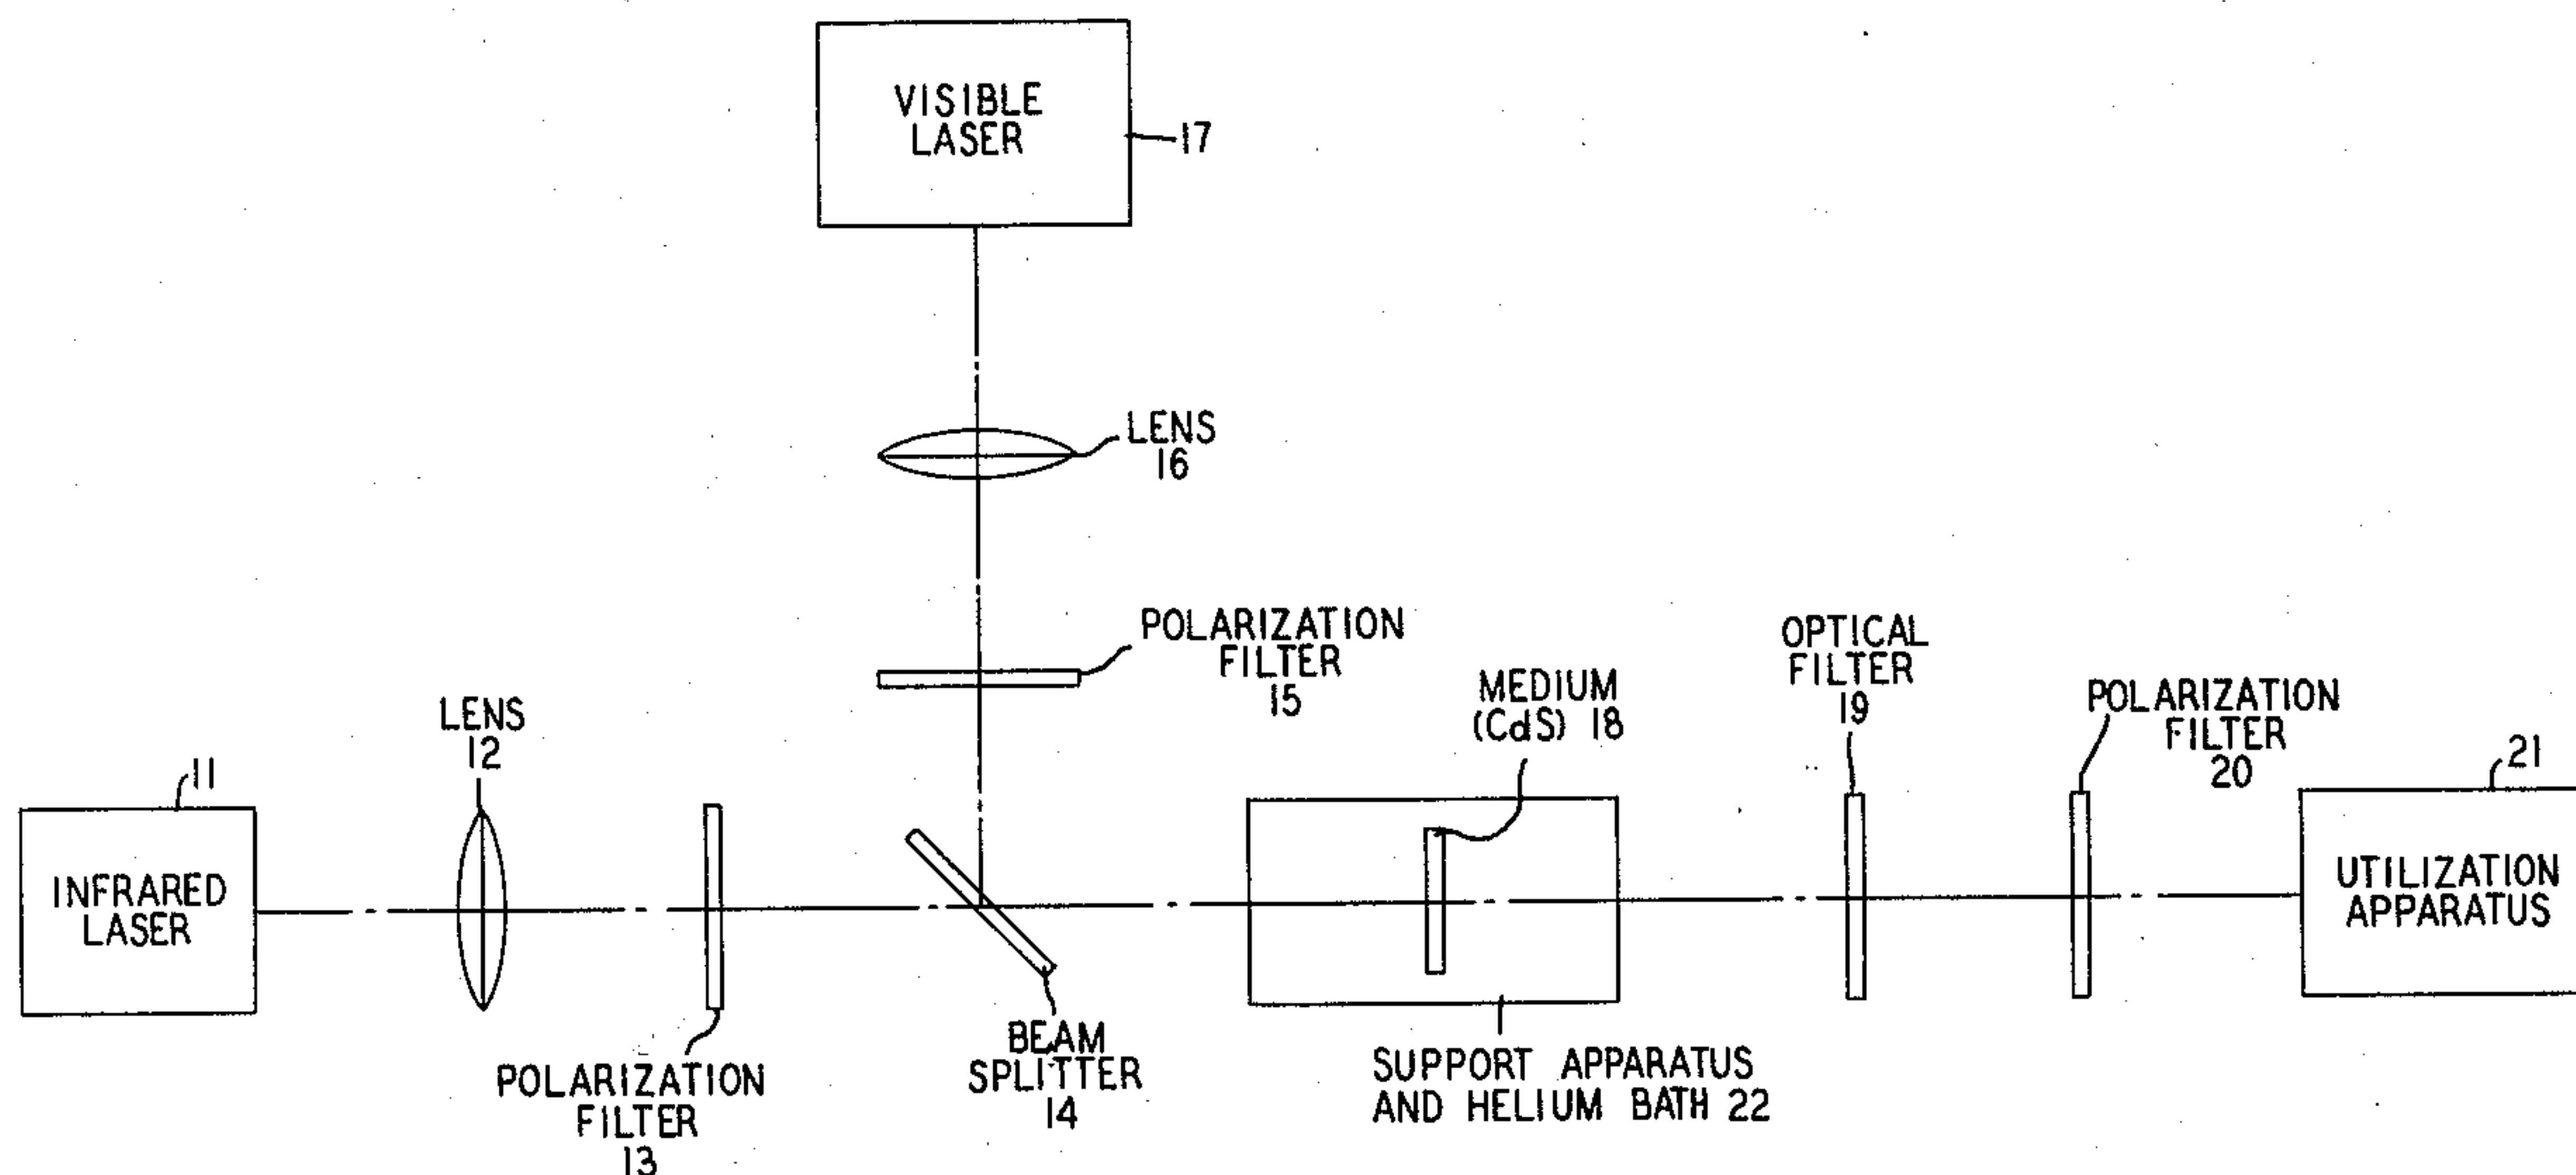 VISIBLE
LASER
17
LENS
16
POLARIZATION
FILTER
15
OPTICAL
FILTER
19
MEDIUM
(CdS) 18
POLARIZATION
FILTER
20
LENS
12
11
21
INFRARED
LASER
UTILIZATION
APPARATUS
BEAM
SPLITTER
14
SUPPORT APPARATUS
AND HELIUM BATH 22
POLARIZATION
FILTER
13